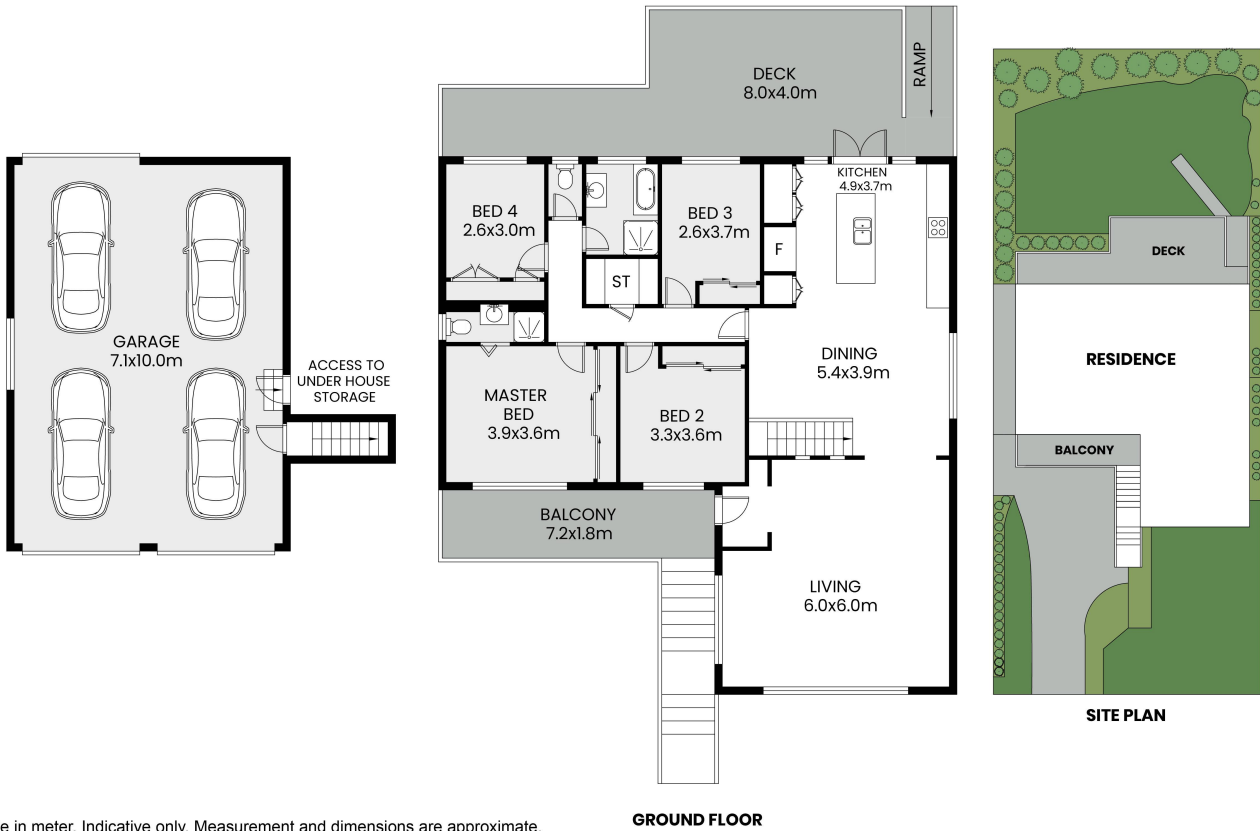 DECK
8.0x4.0m
RAMP
KITCHEN
4.9x3.7m
BED 4
2.6x3.0m
BED 3
2.6x3.7m
F
ST
GARAGE
7.1x10.0m
ACCESS TO
UNDER HOUSE
STORAGE
MASTER
BED
3.9x3.6m
BED 2
3.3x3.6m
DINING
5.4x3.9m
BALCONY
7.2x1.8m
LIVING
6.0x6.0m
DECK
RESIDENCE
BALCONY
SITE PLAN
GROUND FLOOR
e in meter. Indicative only. Measurement and dimensions are approximate.